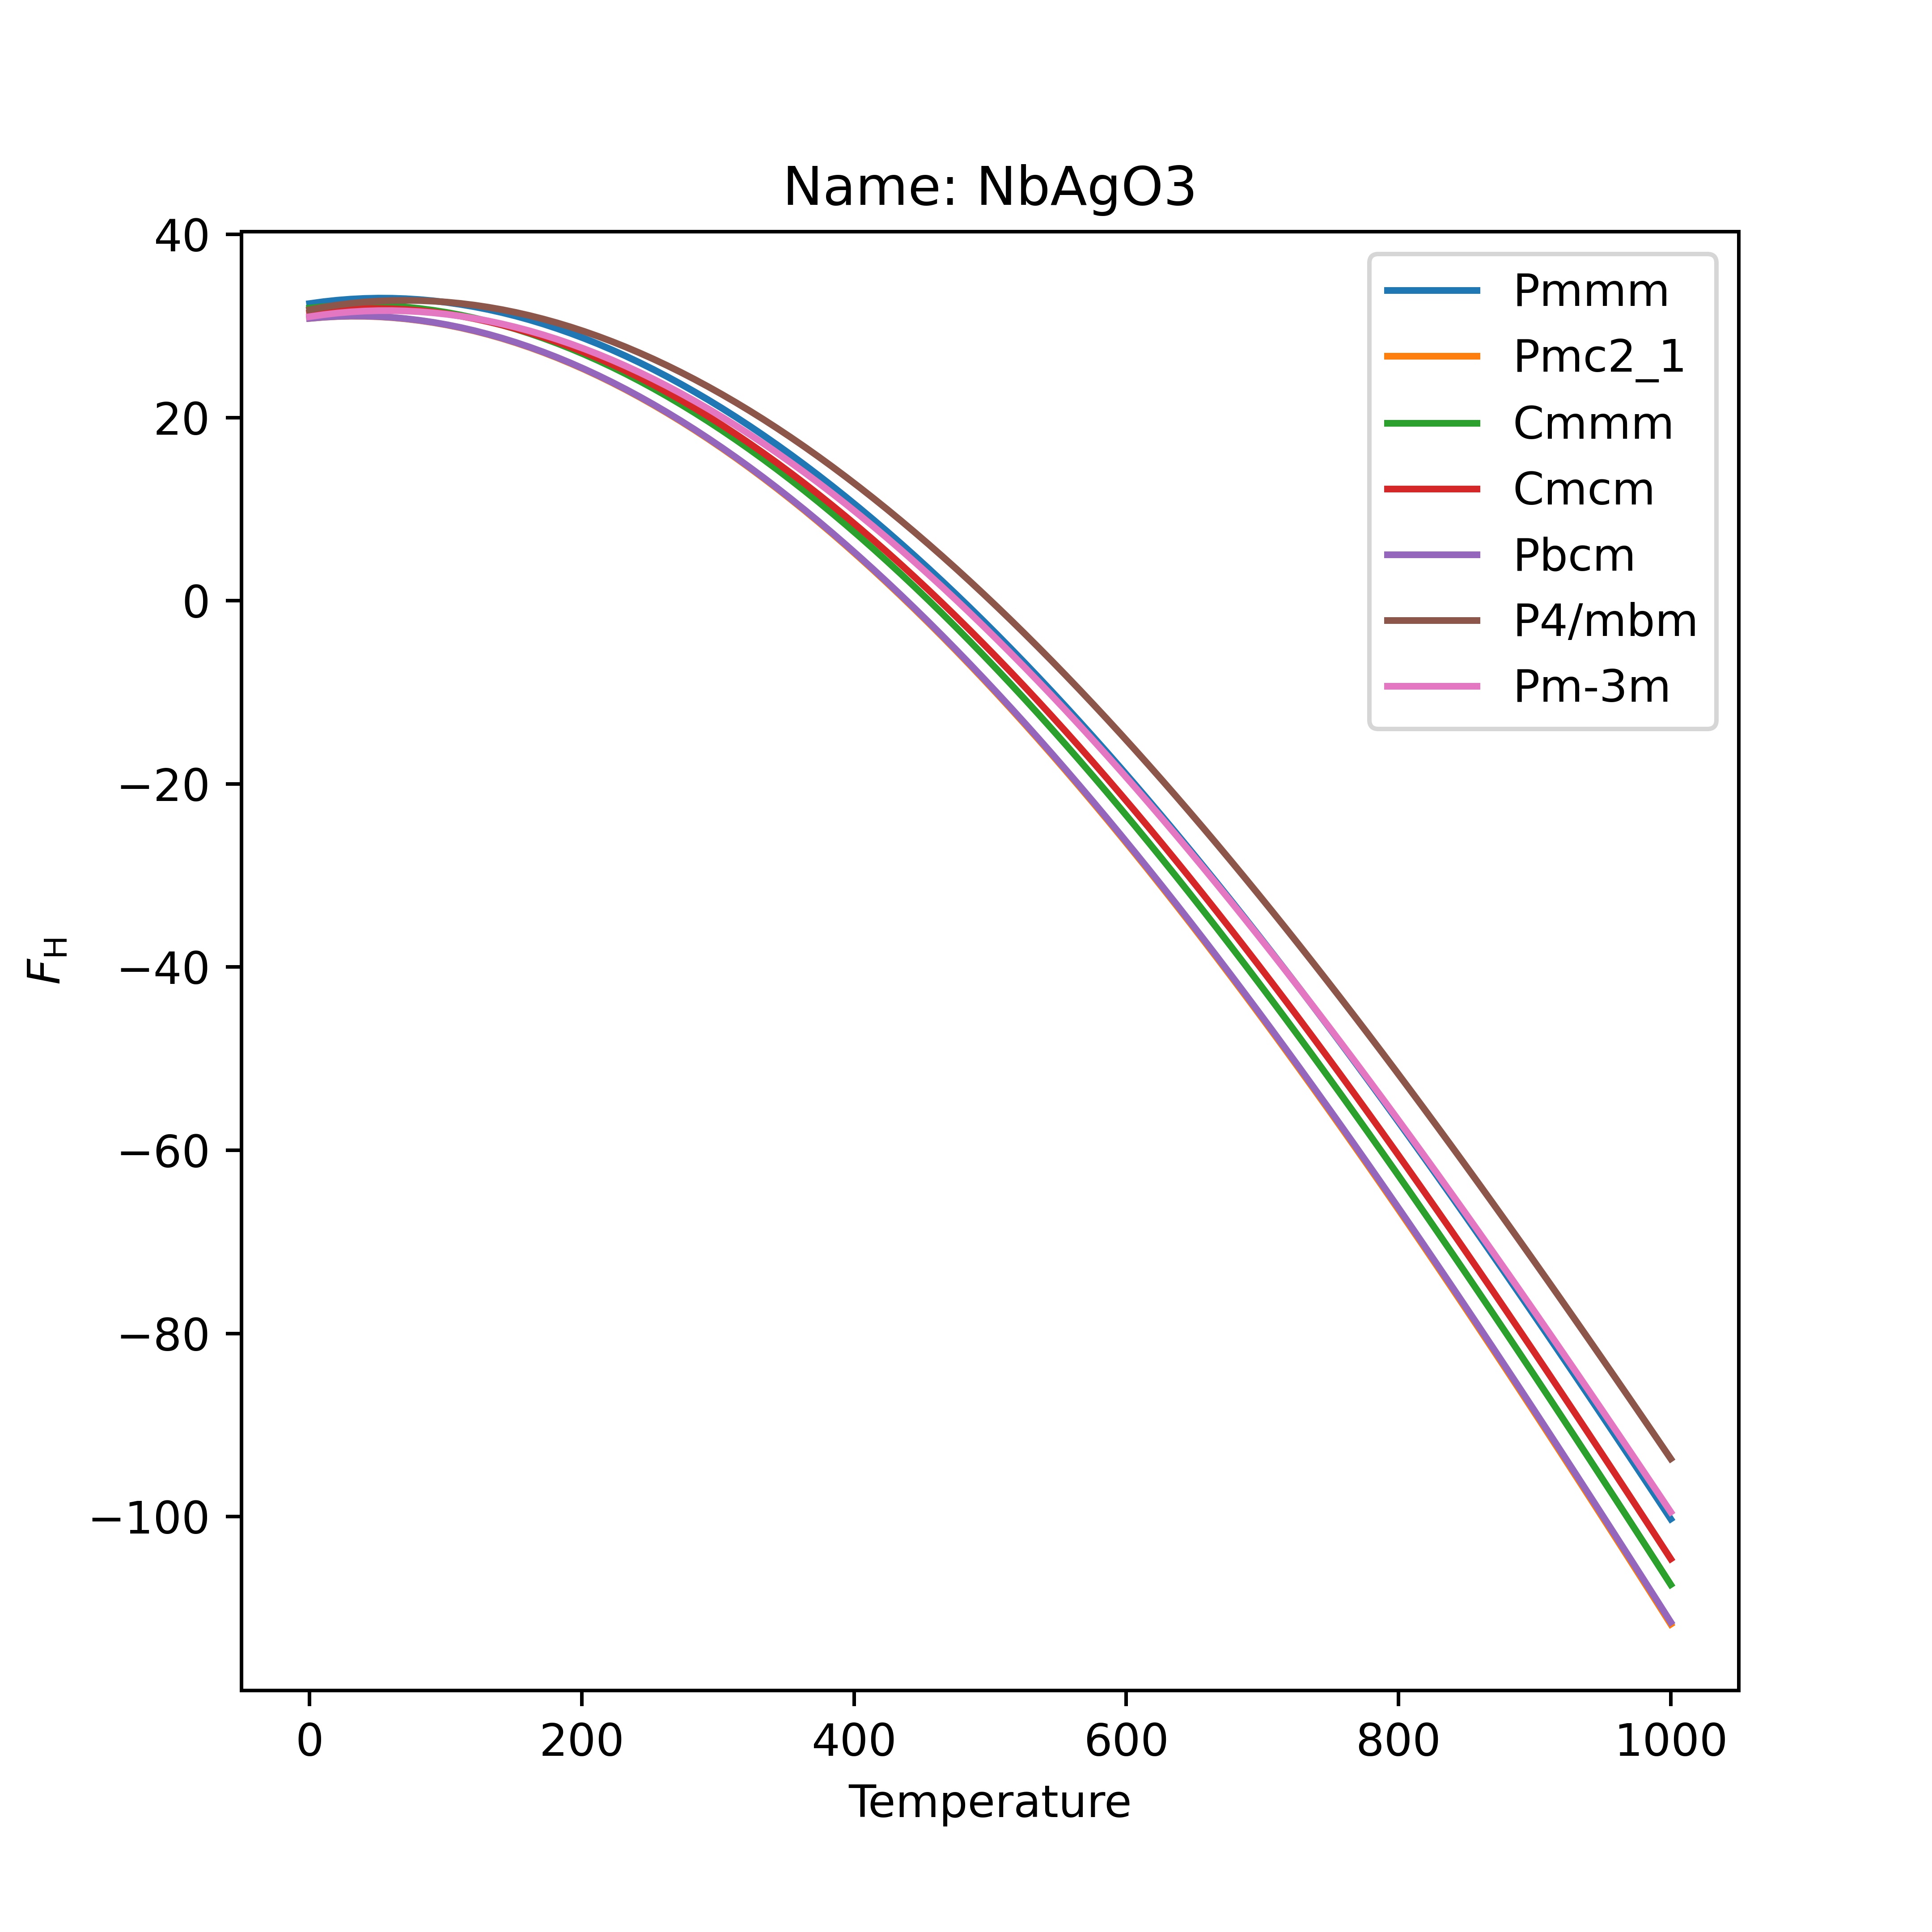 Name: NbAgO3
40
20
0
−20
−40
−60
−80
−100
F_H
Pmmm
Pmc2_1
Cmmm
Cmcm
Pbcm
P4/mbm
Pm-3m
0 200 400 600 800 1000
Temperature